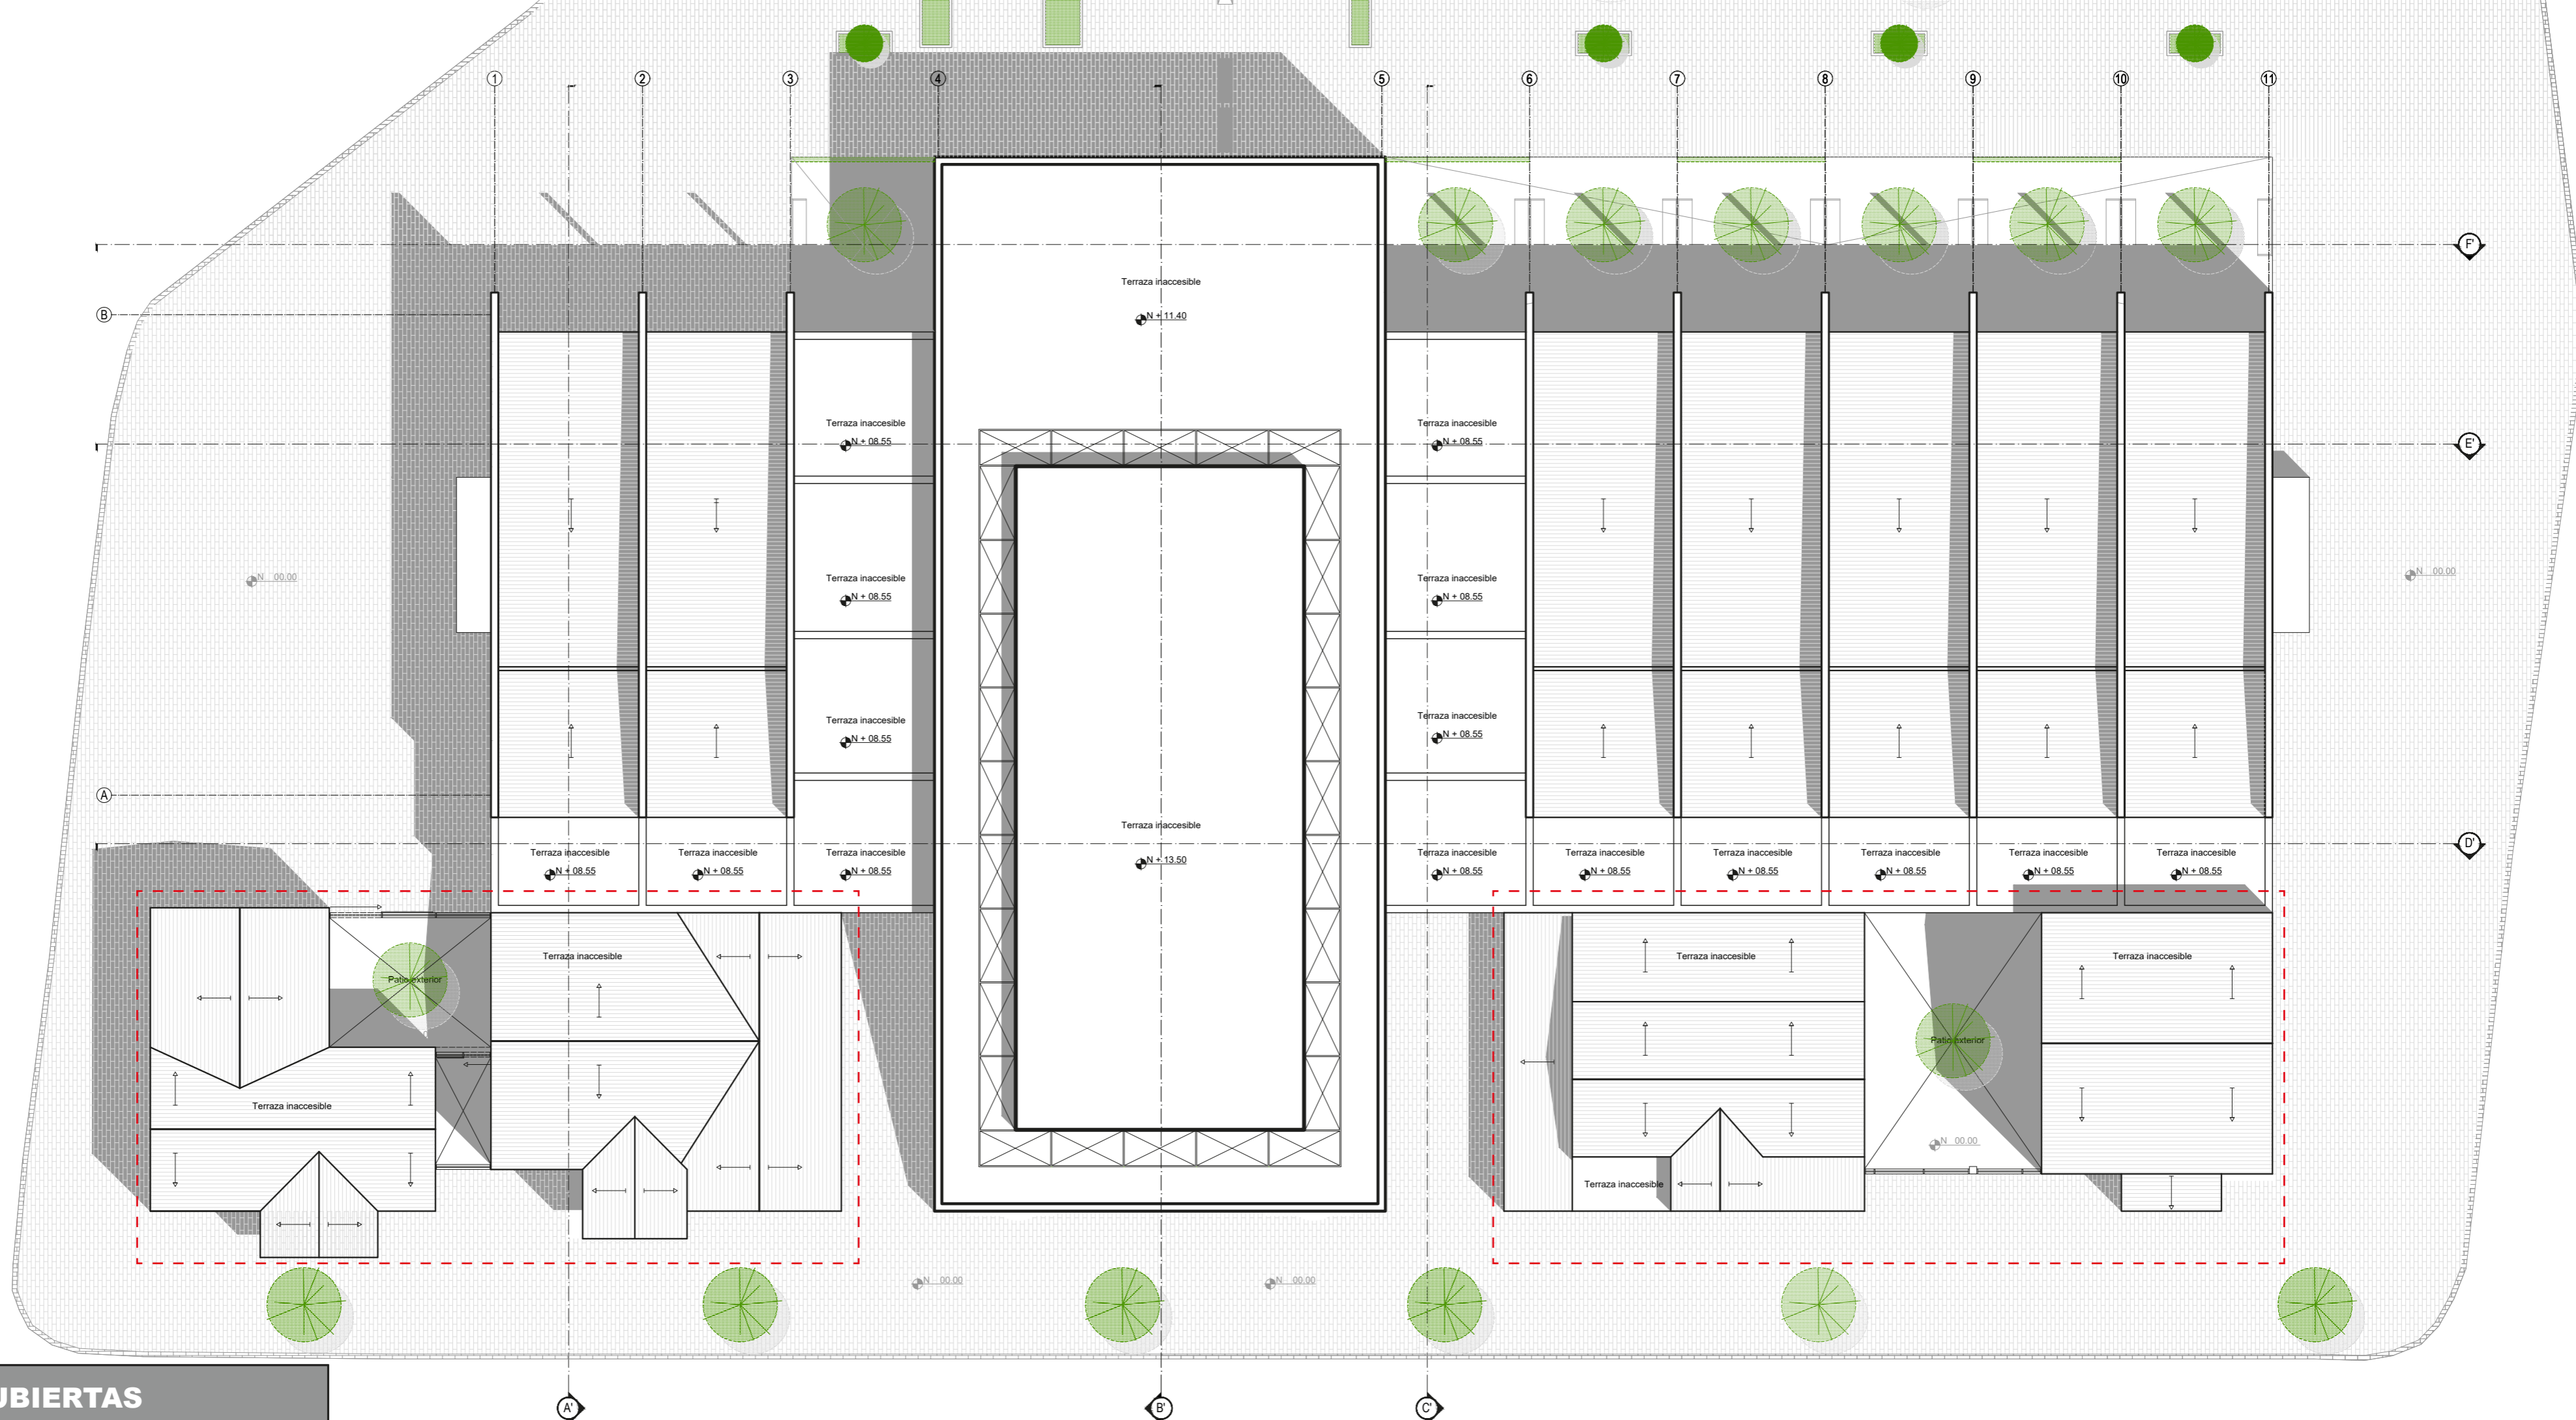 1 2 3 4 5 6 7 8 9 10 11
F'
Terraza inaccesible
B
N + 11.40
Terraza inaccesible Terraza inaccesible
N + 08.55 N + 08.55 E'
N 00.00 N 00.00
Terraza inaccesible Terraza inaccesible
N + 08.55 N + 08.55
Terraza inaccesible Terraza inaccesible
N + 08.55 N + 08.55
A
Terraza inaccesible
D'
Terraza inaccesible Terraza inaccesible Terraza inaccesible Terraza inaccesible Terraza inaccesible Terraza inaccesible Terraza inaccesible Terraza inaccesible Terraza inaccesible
N + 13.50
N + 08.55 N + 08.55 N + 08.55 N + 08.55 N + 08.55 N + 08.55 N + 08.55 N + 08.55 N + 08.55
Terraza inaccesible Terraza inaccesible Terraza inaccesible
Patio exterior
Patio exterior
Terraza inaccesible
N 00.00
Terraza inaccesible
N 00.00 N 00.00
UBIERTAS
A' B' C'